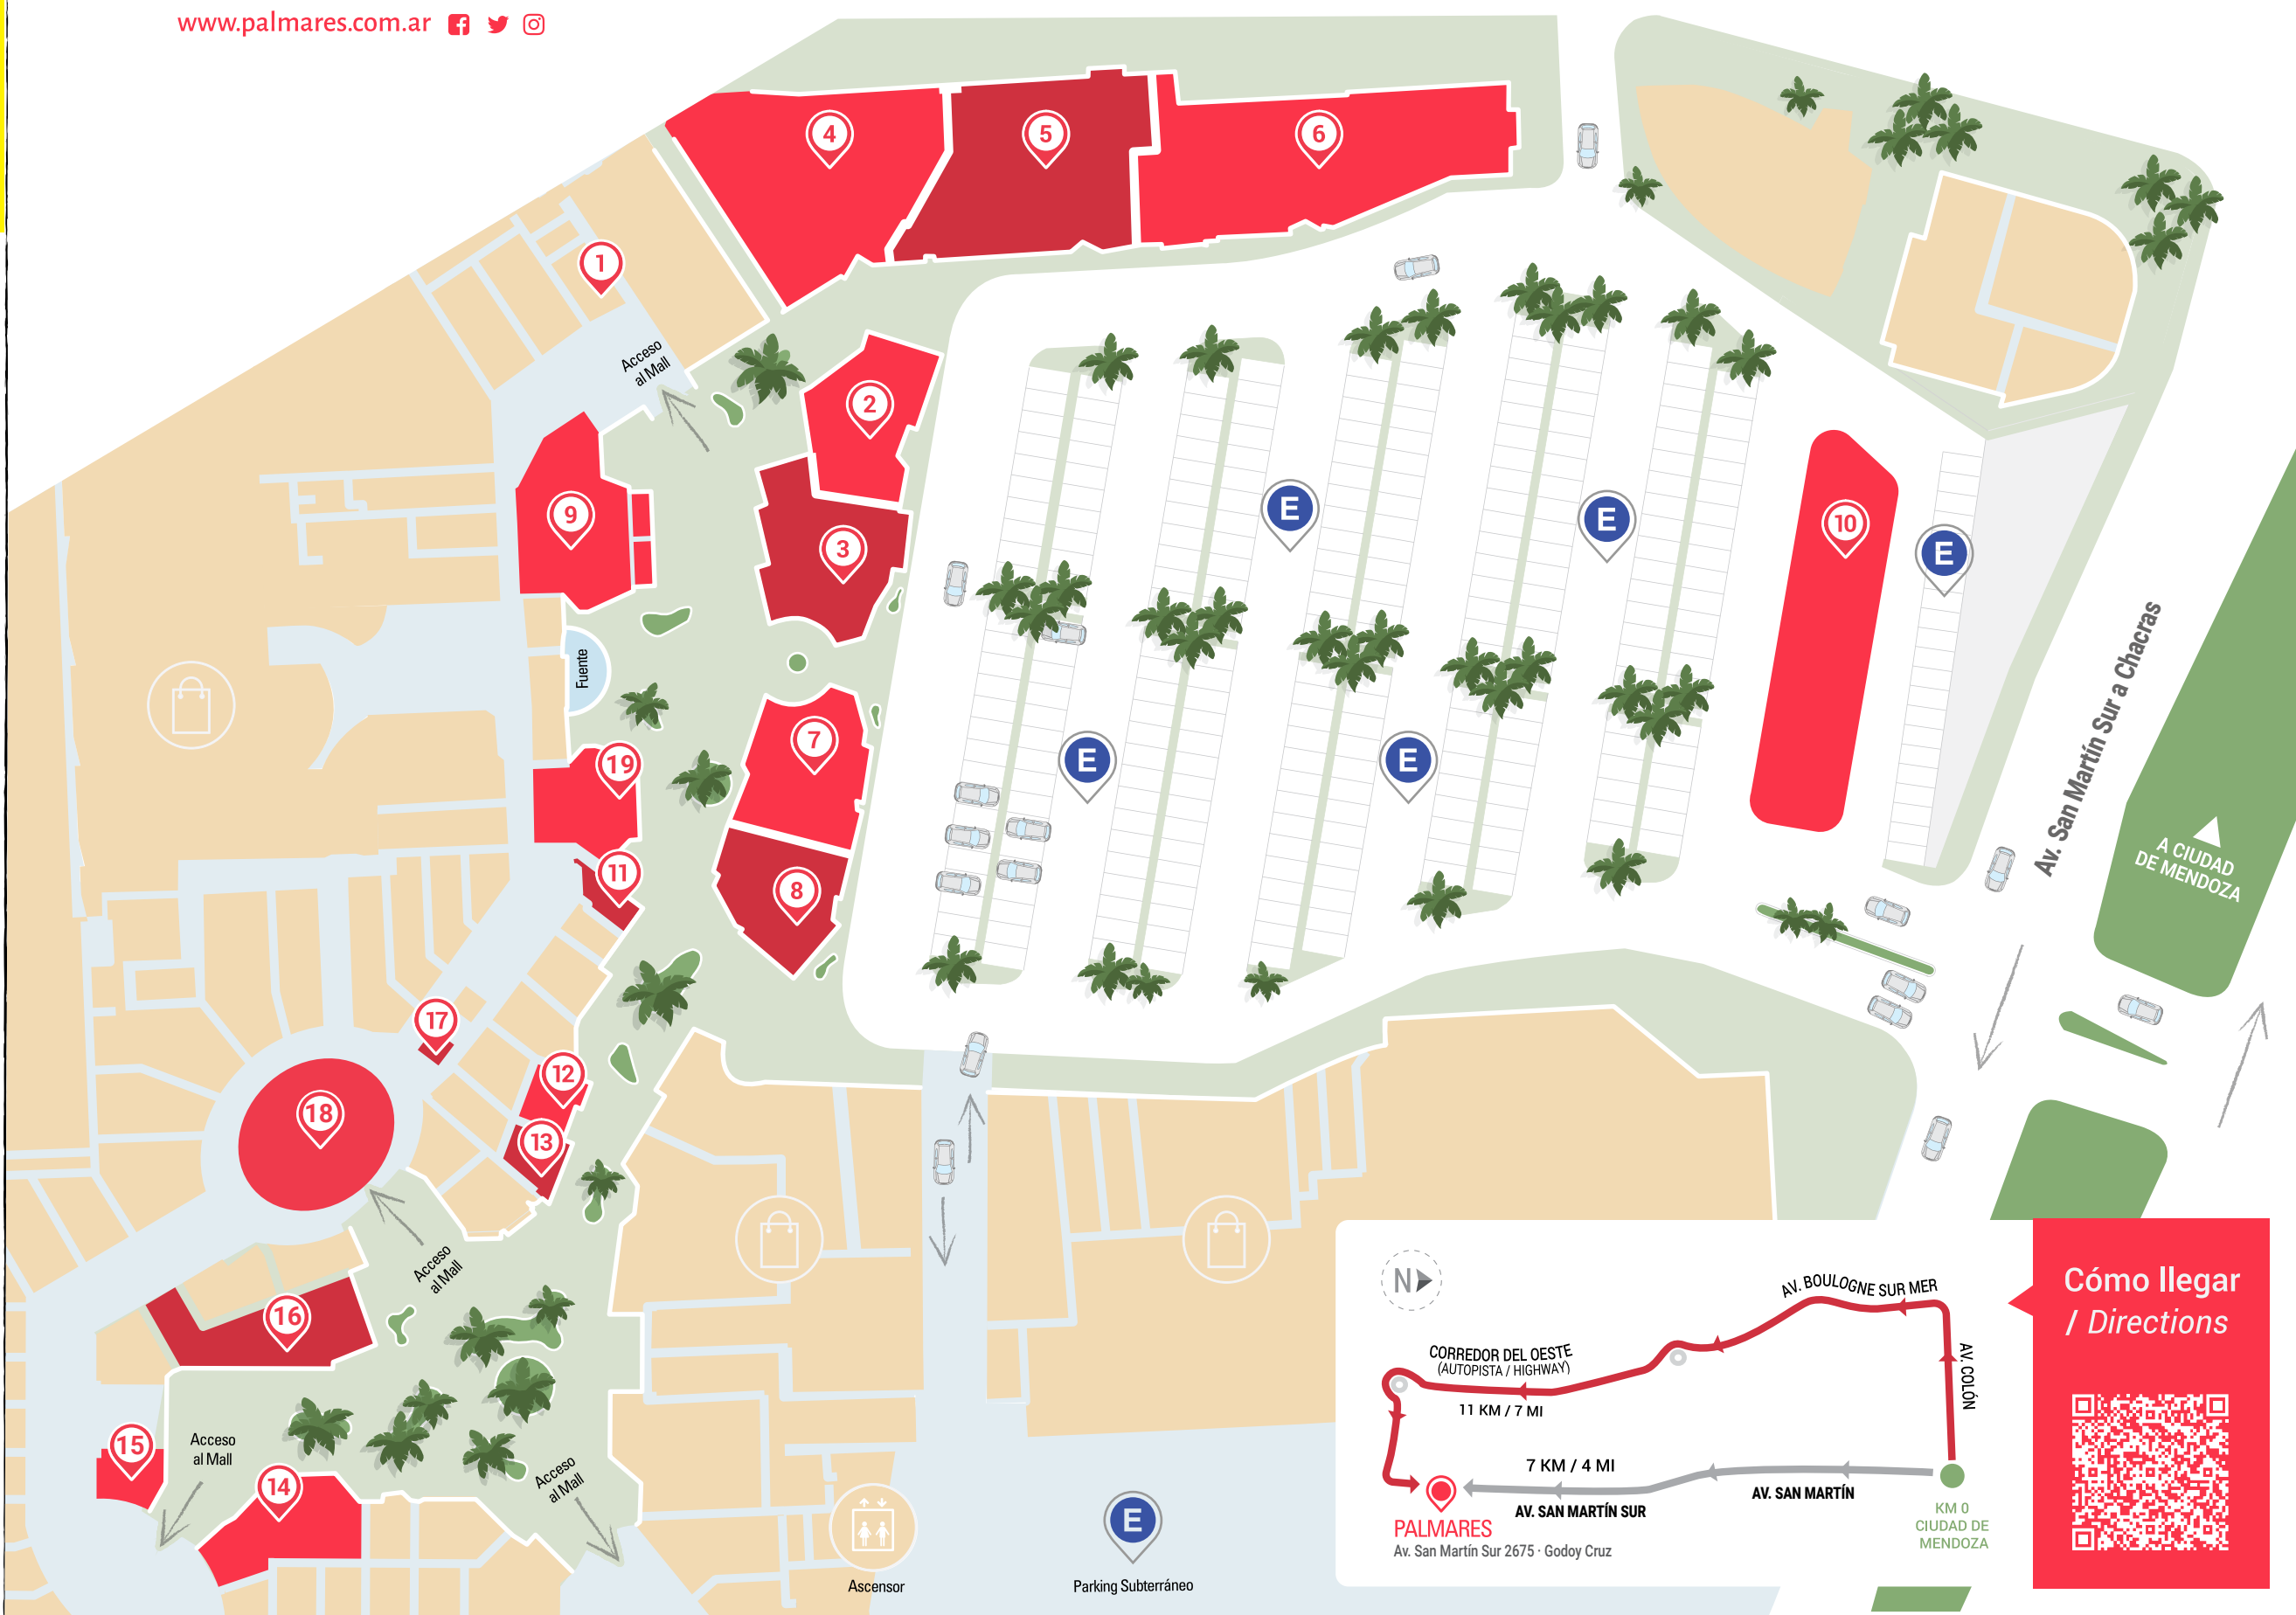 www.palmares.com.ar
4
5
6
1
Acceso
al Mall
2
9
3
10
E
E
E
Fuente
7
19
E
E
11
8
Av. San Martín Sur a Chacras
A CIUDAD
DE MENDOZA
17
12
18
13
Acceso
al Mall
16
15
Acceso
al Mall
14
Acceso
al Mall
Ascensor
E
Parking Subterráneo
N
AV. BOULOGNE SUR MER
CORREDOR DEL OESTE
(AUTOPISTA / HIGHWAY)
11 KM / 7 MI
AV. COLÓN
7 KM / 4 MI
AV. SAN MARTÍN SUR
AV. SAN MARTÍN
PALMARES
Av. San Martín Sur 2675 · Godoy Cruz
KM 0
CIUDAD DE
MENDOZA
Cómo llegar
/ Directions